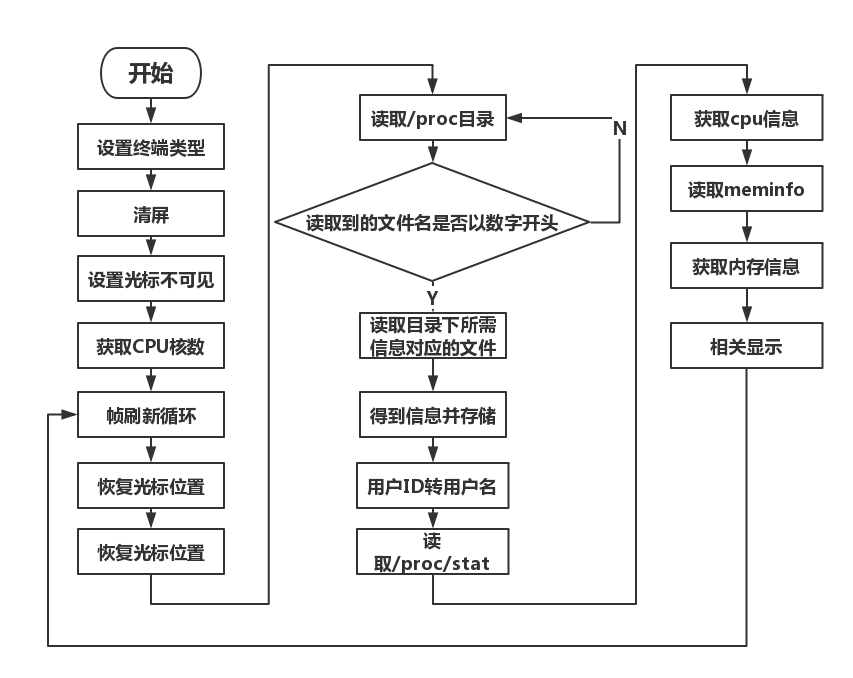 开始
设置终端类型
清屏
设置光标不可见
获取CPU核数
帧刷新循环
恢复光标位置
恢复光标位置
读取/proc目录
N
读取到的文件名是否以数字开头
Y
读取目录下所需
信息对应的文件
得到信息并存储
用户ID转用户名
读
取/proc/stat
获取cpu信息
读取meminfo
获取内存信息
相关显示